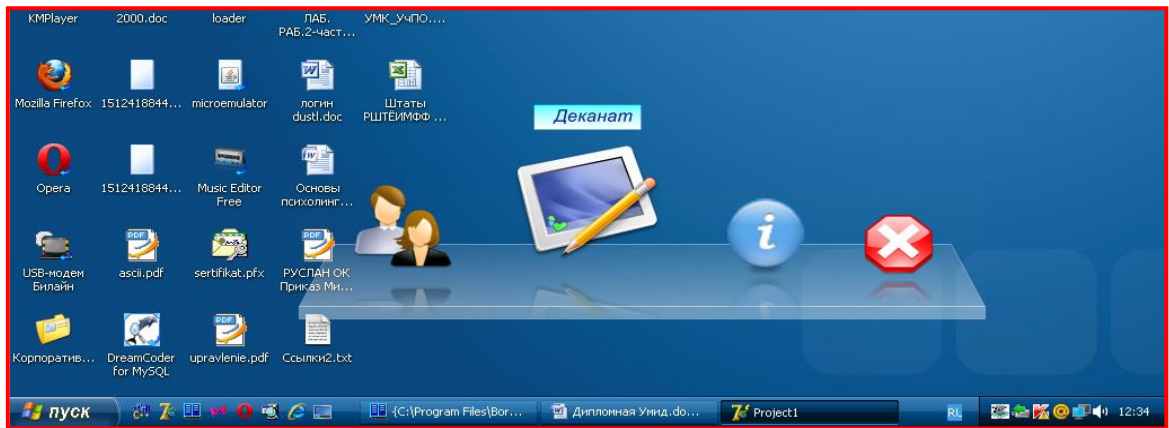 KMPlayer
2000.doc
loader
ЛАБ.
РАБ.2-част...
УМК_УчПО....
Mozilla Firefox
1512418844...
microemulator
логин
dustl.doc
Штаты
РШТЁИМФФ ...
Деканат
Opera
1512418844...
Music Editor
Free
Основы
психолинг...
USB-модем
Билайн
ascii.pdf
sertifikat.pfx
РУСЛАН ОК
Приказ Ми...
Корпоратив...
DreamCoder
for MySQL
upravlenie.pdf
Ссылки2.txt
пуск
{C:\Program Files\Bor...
Дипломная Умид.do...
Project1
RL
12:34